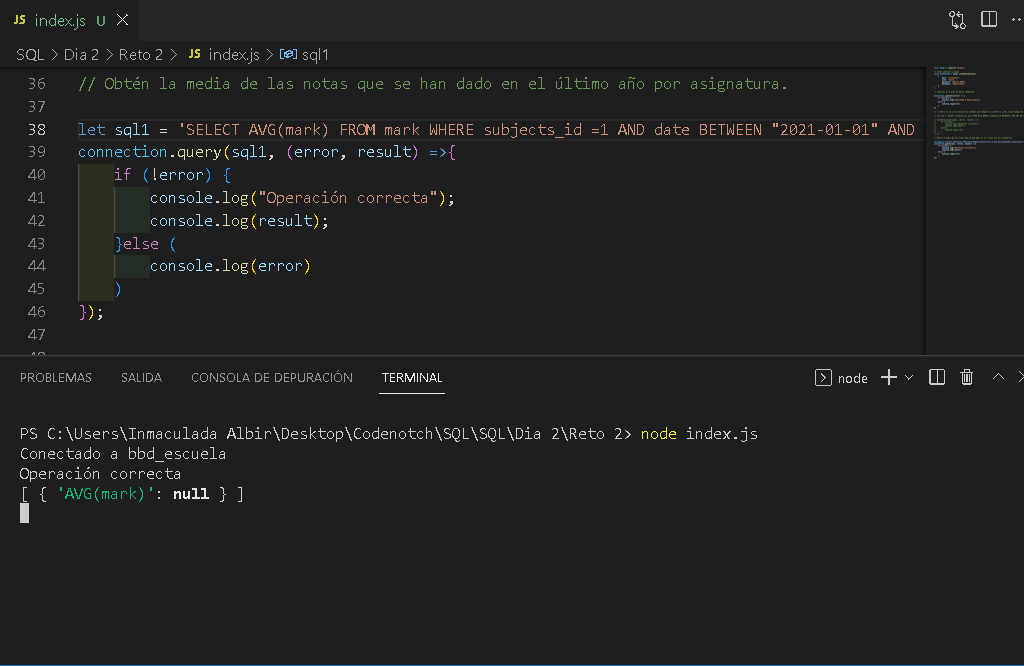 JS index.js U
SQL > Dia 2 > Reto 2 > JS index.js > sql1
36 // Obtén la media de las notas que se han dado en el último año por asignatura.
37
38 let sql1 = 'SELECT AVG(mark) FROM mark WHERE subjects_id =1 AND date BETWEEN "2021-01-01" AND
39 connection.query(sql1, (error, result) =>{
40 if (!error) {
41 console.log("Operación correcta");
42 console.log(result);
43 }else (
44 console.log(error)
45 )
46 });
47
PROBLEMAS SALIDA CONSOLA DE DEPURACIÓN TERMINAL node
PS C:\Users\Inmaculada Albir\Desktop\Codenotch\SQL\SQL\Dia 2\Reto 2> node index.js
Conectado a bbd_escuela
Operación correcta
[ { 'AVG(mark)': null } ]